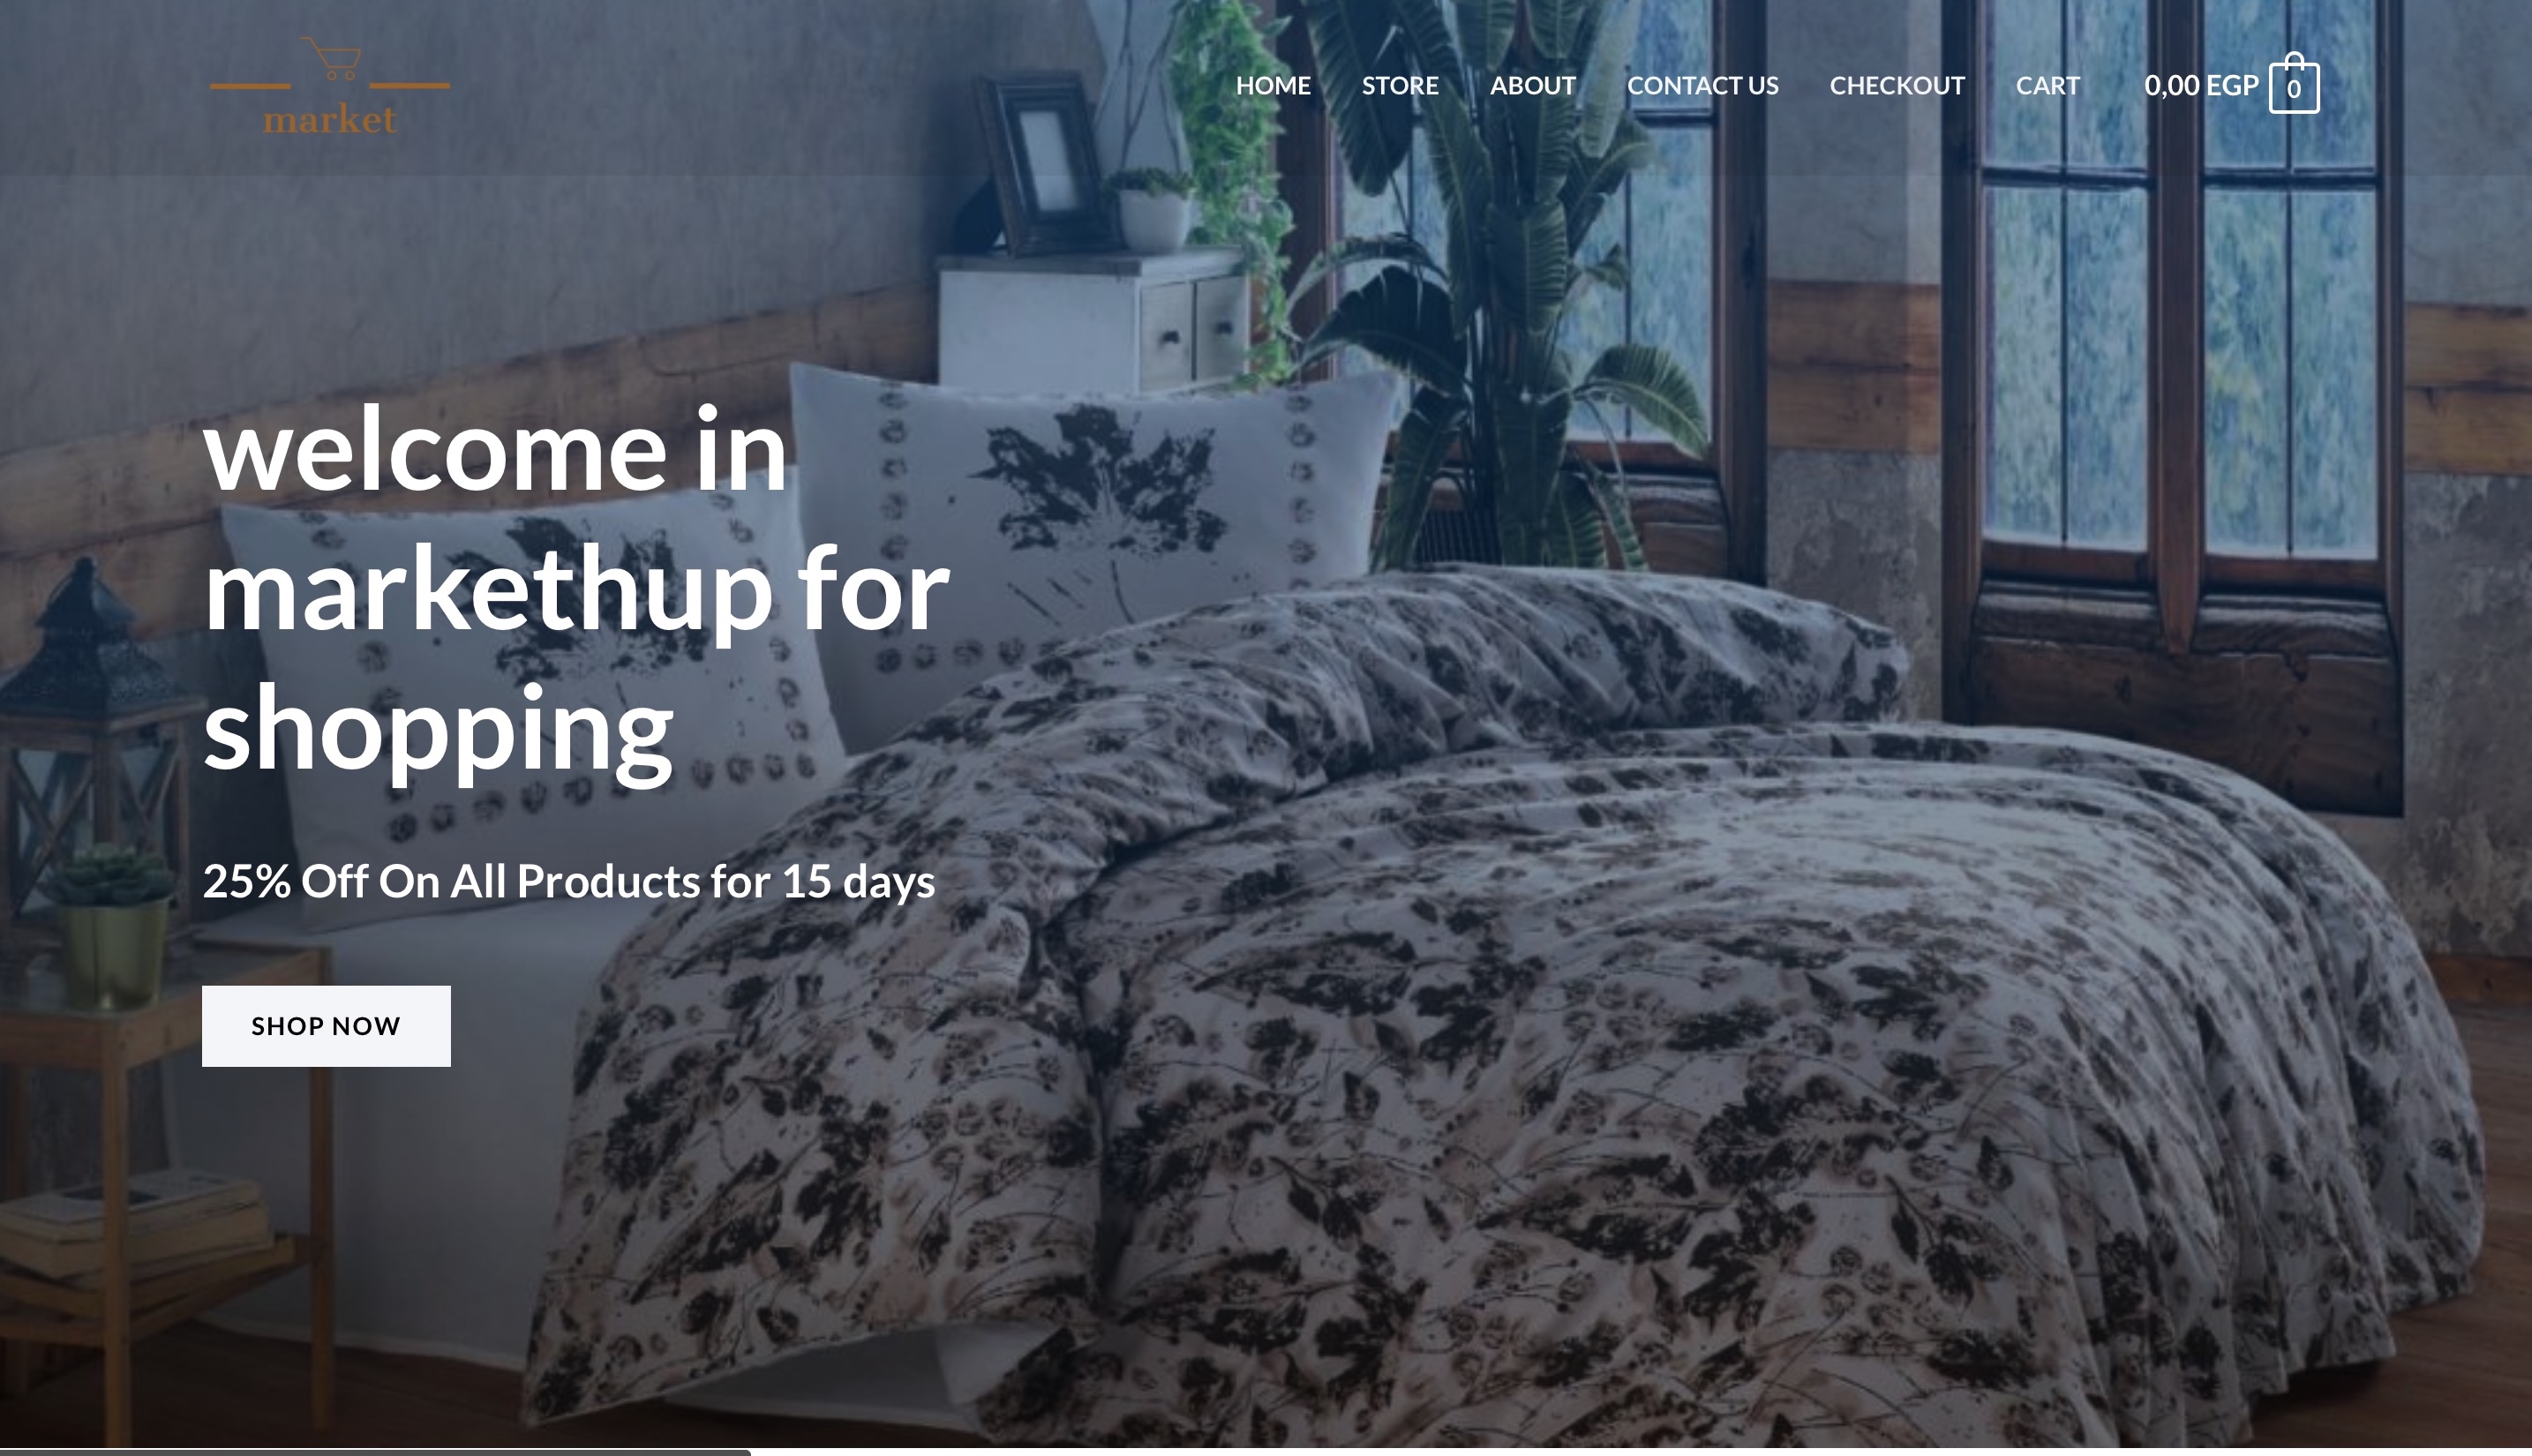 market
HOME
STORE
ABOUT
CONTACT US
CHECKOUT
CART
0,00 EGP
0
welcome in
markethup for
shopping
25% Off On All Products for 15 days
SHOP NOW